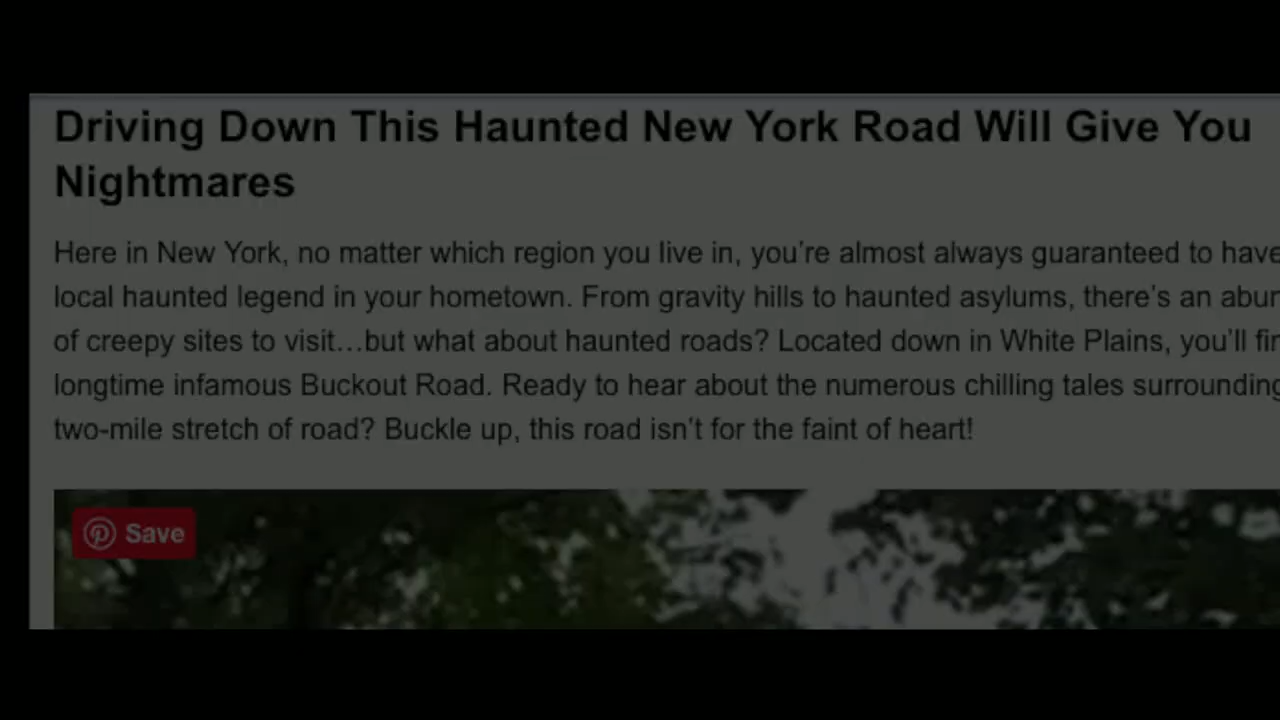 Driving Down This Haunted New York Road Will Give You
Nightmares
Here in New York, no matter which region you live in, you're almost always guaranteed to have
local haunted legend in your hometown. From gravity hills to haunted asylums, there's an
of creepy sites to visit…but what about haunted roads? Located down in White Plains, you'll
longtime infamous Buckout Road. Ready to hear about the numerous chilling tales surrounding
two-mile stretch of road? Buckle up, this road isn't for the faint of heart!
Save